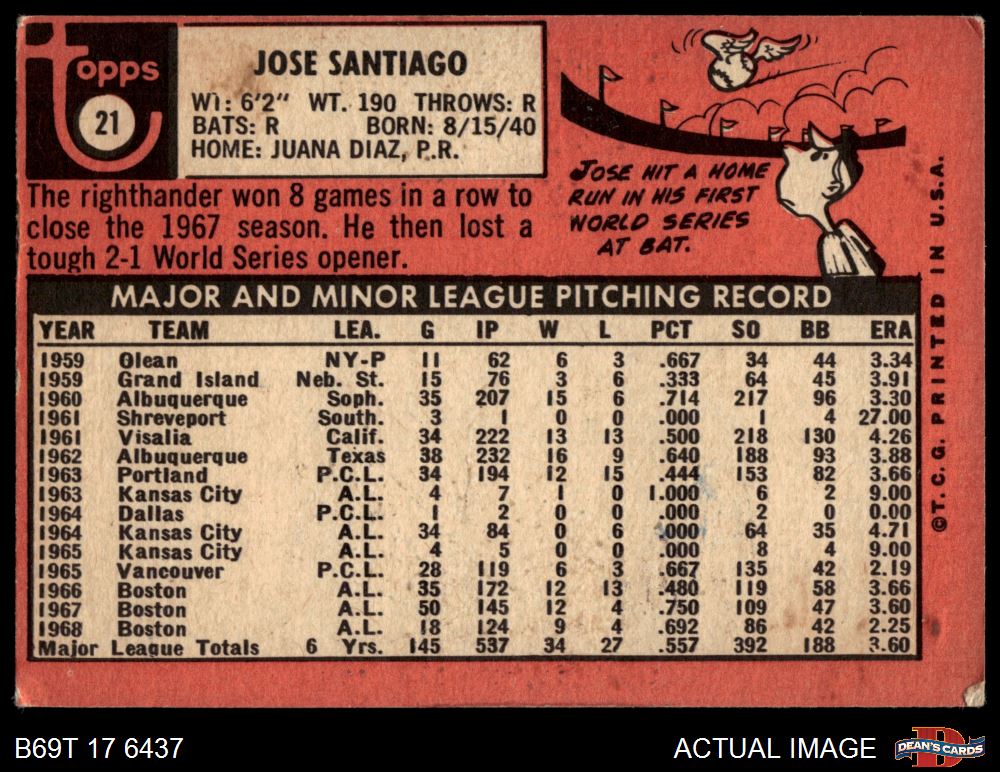 topps
21
JOSE SANTIAGO
WT: 6'2" WT. 190 THROWS: R
BATS: R BORN: 8/15/40
HOME: JUANA DIAZ, P.R.
The righthander won 8 games in a row to
close the 1967 season. He then lost a
tough 2-1 World Series opener.
JOSE HIT A HOME
RUN IN HIS FIRST
WORLD SERIES
AT BAT.
MAJOR AND MINOR LEAGUE PITCHING RECORD
YEAR TEAM LEA. G IP W L PCT SO BB ERA
1959 Olean NY-P 11 62 6 3 .667 34 44 3.34
1959 Grand Island Neb. St. 15 76 3 6 .333 64 45 3.91
1960 Albuquerque Soph. 35 207 15 6 .714 217 96 3.30
1961 Shreveport South. 3 1 0 0 .000 1 4 27.00
1961 Visalia Calif. 34 222 13 13 .500 218 130 4.26
1962 Albuquerque Texas 38 232 16 9 .640 188 93 3.88
1963 Portland P.C.L. 34 194 12 15 .444 153 82 3.66
1963 Kansas City A.L. 4 7 1 0 1.000 6 2 9.00
1964 Dallas P.C.L. 1 2 0 0 .000 2 0 0.00
1964 Kansas City A.L. 34 84 0 6 .000 64 35 4.71
1965 Kansas City A.L. 4 5 0 0 .000 8 4 9.00
1965 Vancouver P.C.L. 28 119 6 3 .667 135 42 2.19
1966 Boston A.L. 35 172 12 13 .480 119 58 3.66
1967 Boston A.L. 50 145 12 4 .750 109 47 3.60
1968 Boston A.L. 18 124 9 4 .692 86 42 2.25
Major League Totals 6 Yrs. 145 537 34 27 .557 392 188 3.60
©T.C.G. PRINTED IN U.S.A.
B69T 17 6437
ACTUAL IMAGE
DEAN'S CARDS